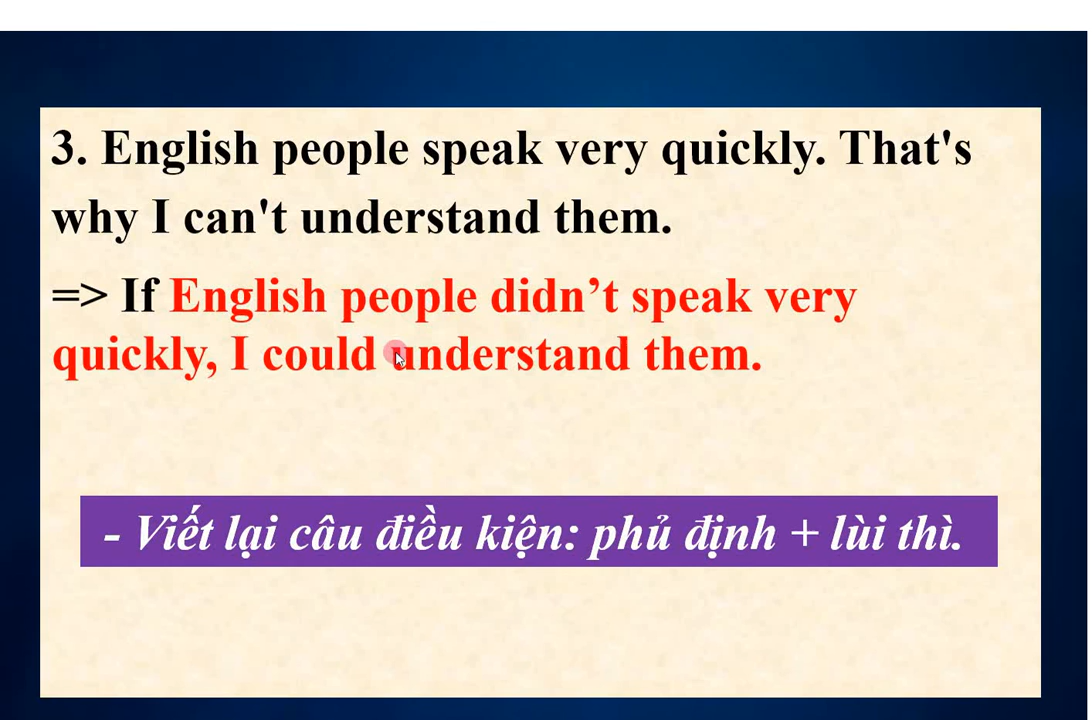 3. English people speak very quickly. That's
why I can't understand them.
=> If English people didn’t speak very
quickly, I could understand them.
- Viết lại câu điều kiện: phủ định + lùi thì.